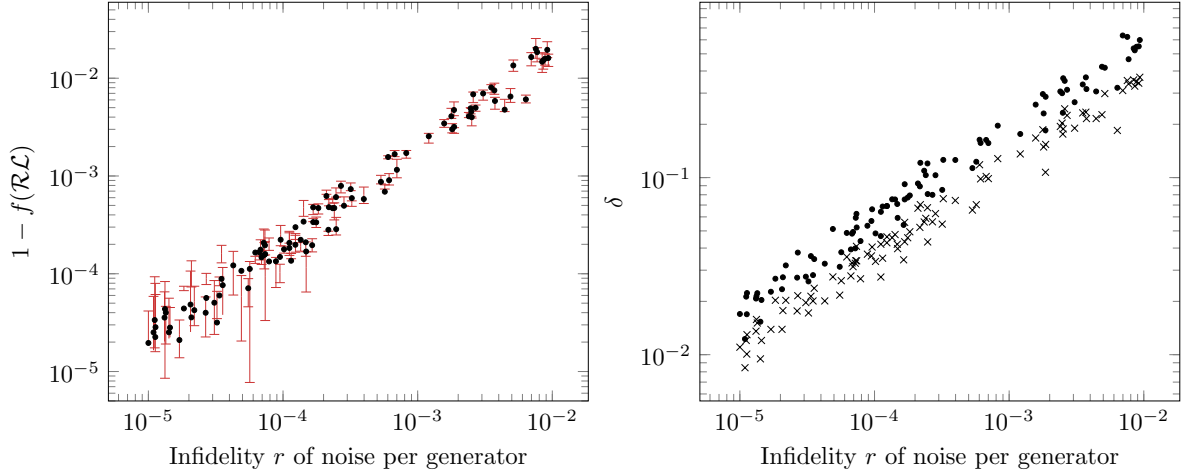 10⁻²
10⁻³
10⁻⁴
10⁻⁵
1 − f(ℛℒ)
10⁻⁵ 10⁻⁴ 10⁻³ 10⁻²
Infidelity r of noise per generator
10⁻¹
10⁻²
δ
10⁻⁵ 10⁻⁴ 10⁻³ 10⁻²
Infidelity r of noise per generator